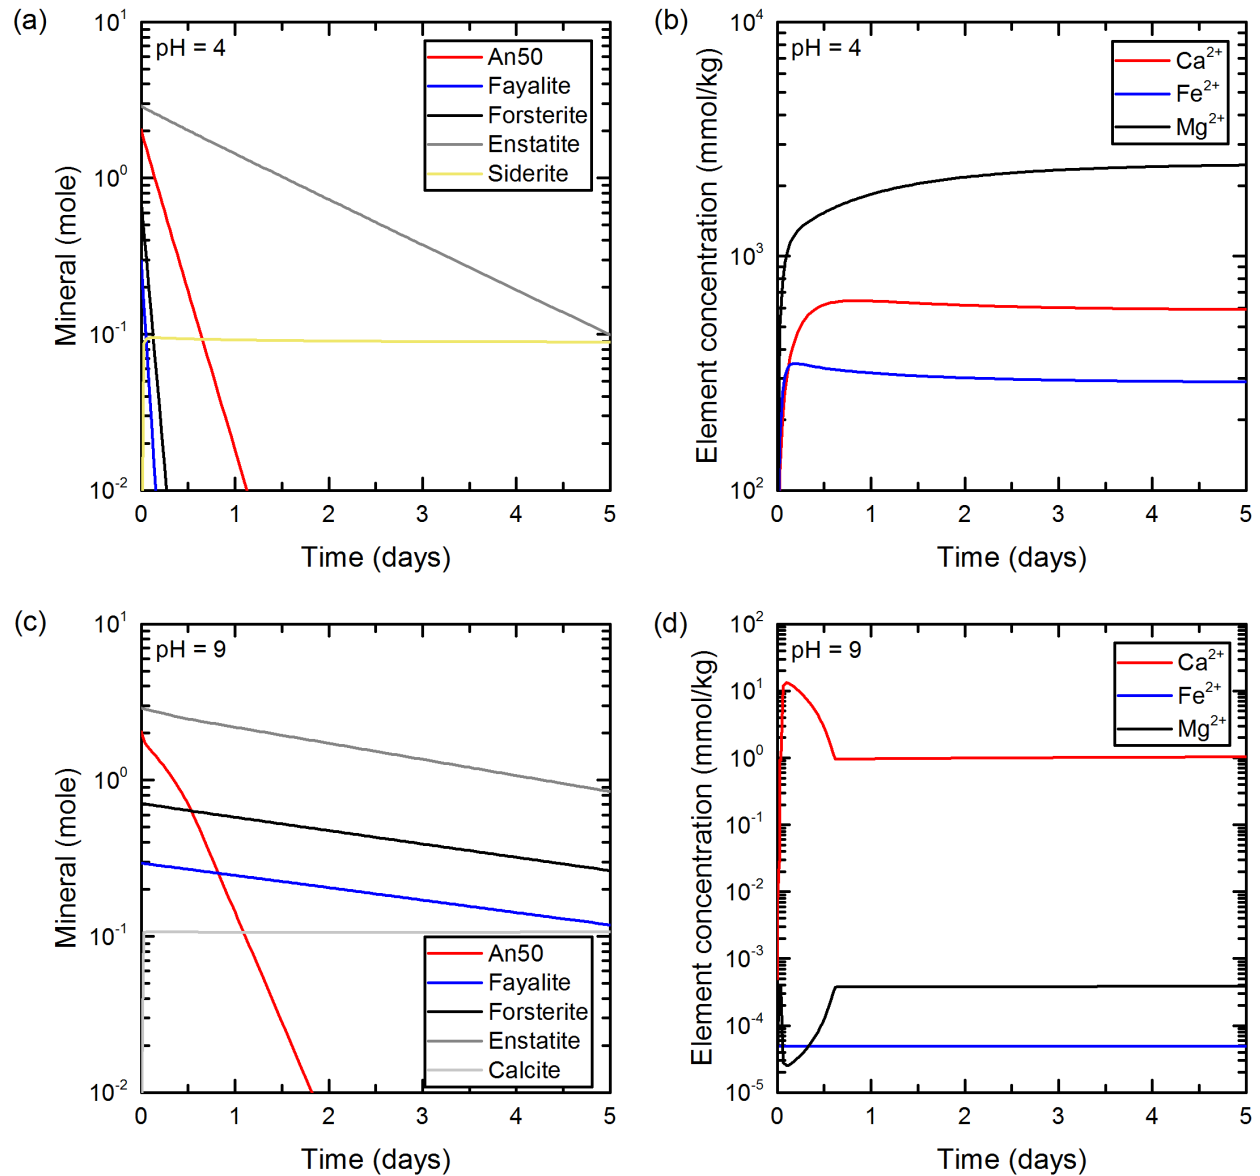 (a)
pH = 4
An50
Fayalite
Forsterite
Enstatite
Siderite
10¹
10⁰
10⁻¹
10⁻²
Mineral (mole)
0 1 2 3 4 5
Time (days)
(b)
pH = 4
Ca²⁺
Fe²⁺
Mg²⁺
10⁴
10³
10²
Element concentration (mmol/kg)
0 1 2 3 4 5
Time (days)
(c)
pH = 9
An50
Fayalite
Forsterite
Enstatite
Calcite
10¹
10⁰
10⁻¹
10⁻²
Mineral (mole)
0 1 2 3 4 5
Time (days)
(d)
pH = 9
Ca²⁺
Fe²⁺
Mg²⁺
10²
10¹
10⁰
10⁻¹
10⁻²
10⁻³
10⁻⁴
10⁻⁵
Element concentration (mmol/kg)
0 1 2 3 4 5
Time (days)